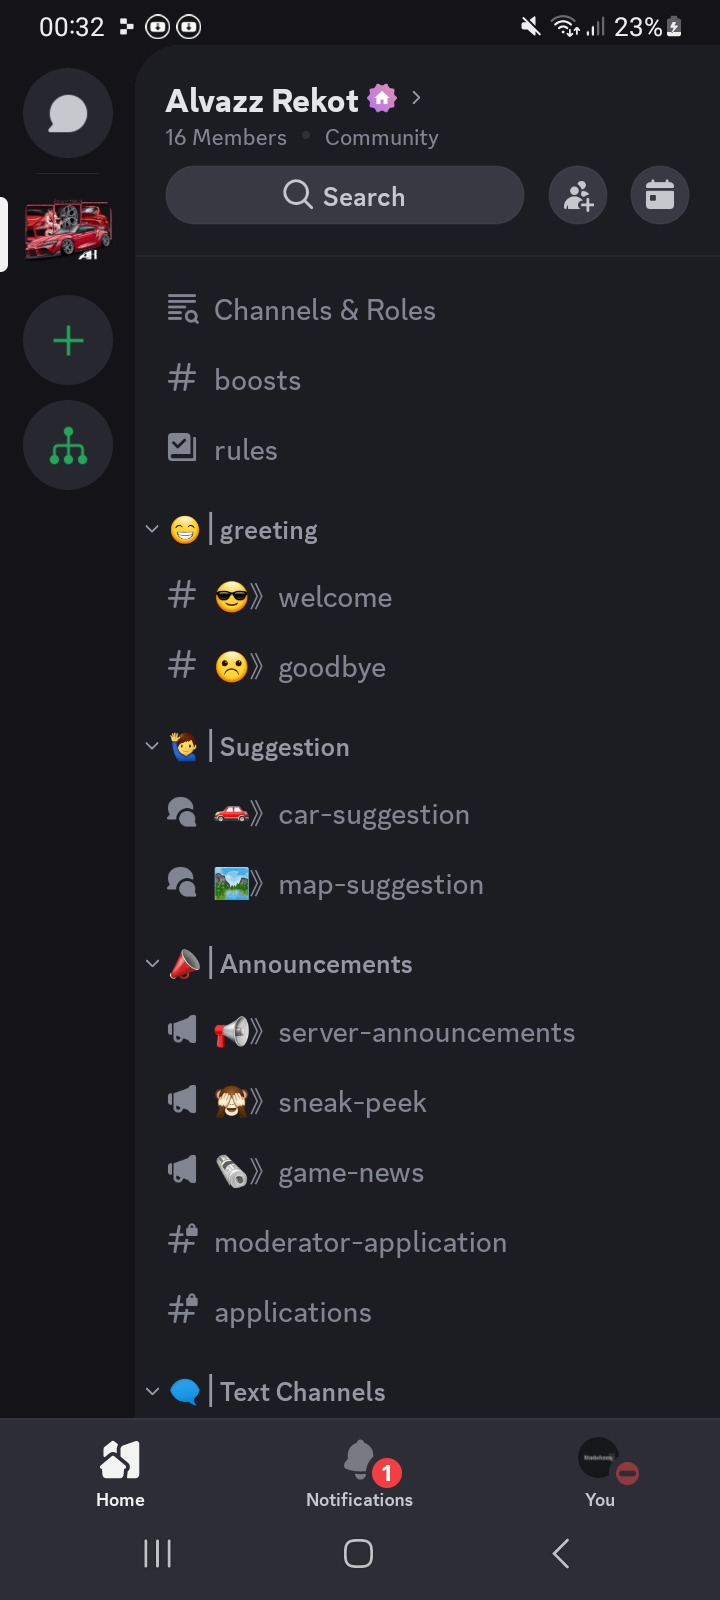 00:32
23%
Alvazz Rekot
16 Members • Community
Search
Channels & Roles
boosts
rules
😁 | greeting
😎》 welcome
☹️》 goodbye
🙋‍♂️ | Suggestion
🚗》 car-suggestion
🏞️》 map-suggestion
📣 | Announcements
📢》 server-announcements
🙈》 sneak-peek
🗞️》 game-news
moderator-application
applications
🗨️ | Text Channels
1
Home
Notifications
You